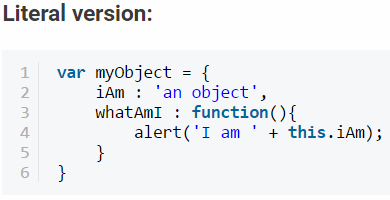 Literal version:
1 var myObject = {
2     iAm : 'an object',
3     whatAmI : function(){
4         alert('I am ' + this.iAm);
5     }
6 }